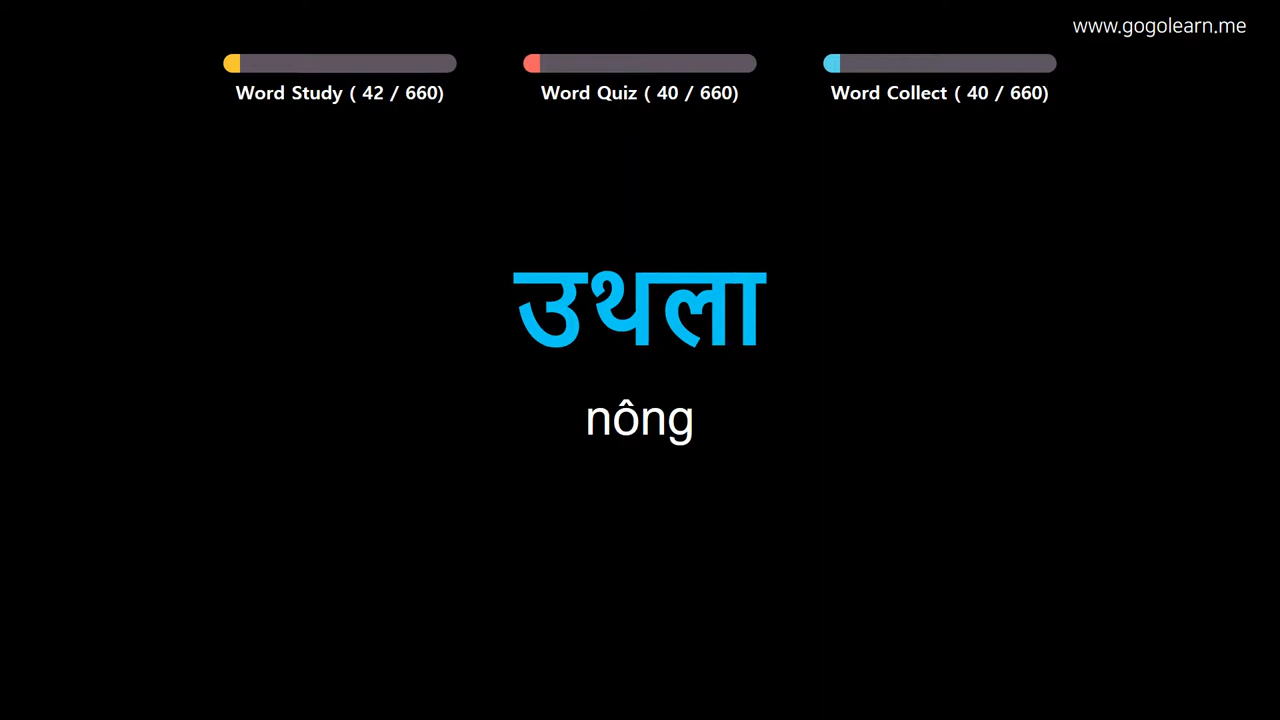 www.gogolearn.me
Word Study ( 42 / 660)
Word Quiz ( 40 / 660)
Word Collect ( 40 / 660)
उथला
nông